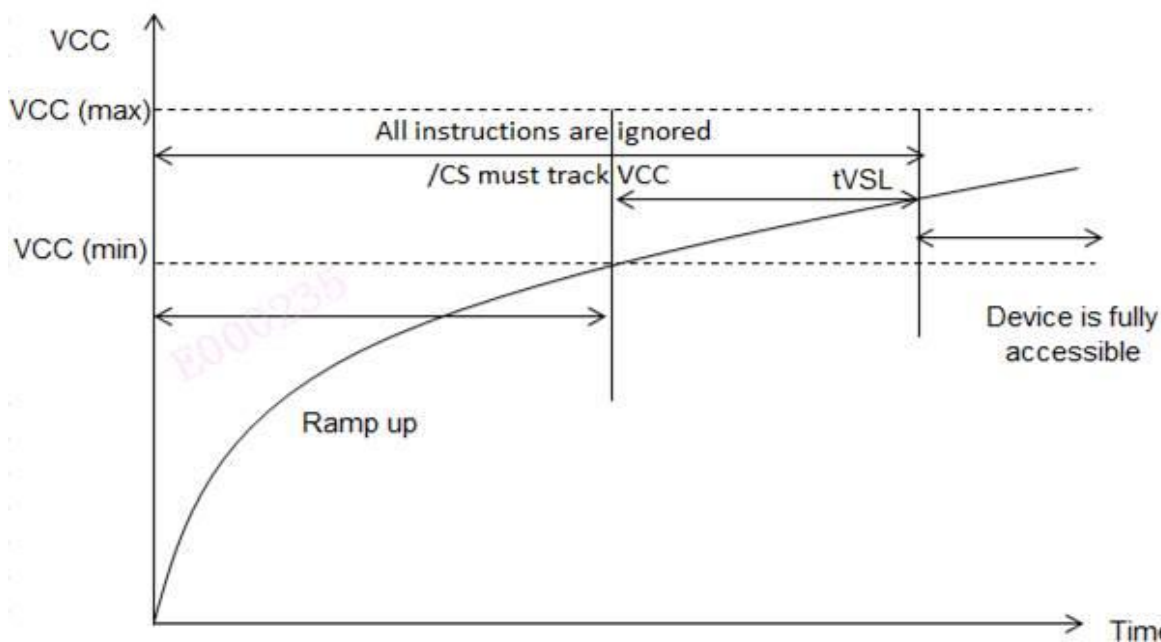 VCC
VCC (max)
All instructions are ignored
/CS must track VCC
tVSL
VCC (min)
E000235
Device is fully
accessible
Ramp up
Time